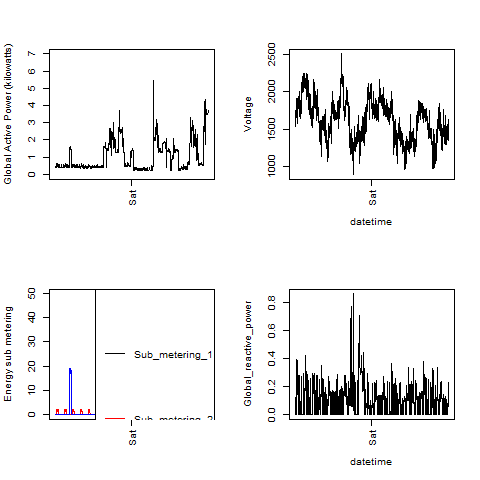 Global Active Power (kilowatts)
7
6
5
4
3
2
1
0
Sat
Voltage
2500
2000
1500
1000
Sat
datetime
Energy sub metering
50
40
30
20
10
0
Sub_metering_1
Sub_metering_2
Sat
Global_reactive_power
0.8
0.6
0.4
0.2
0.0
Sat
datetime